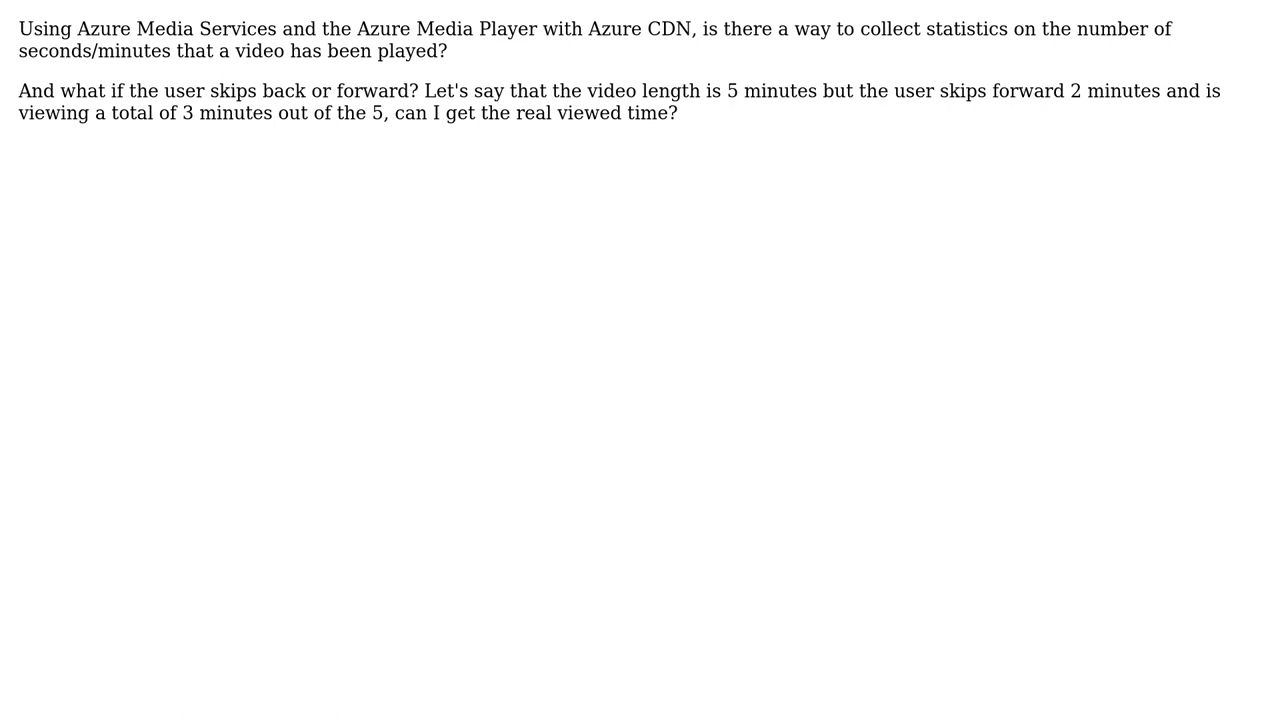 Using Azure Media Services and the Azure Media Player with Azure CDN, is there a way to collect statistics on the number of
seconds/minutes that a video has been played?
And what if the user skips back or forward? Let's say that the video length is 5 minutes but the user skips forward 2 minutes and is
viewing a total of 3 minutes out of the 5, can I get the real viewed time?